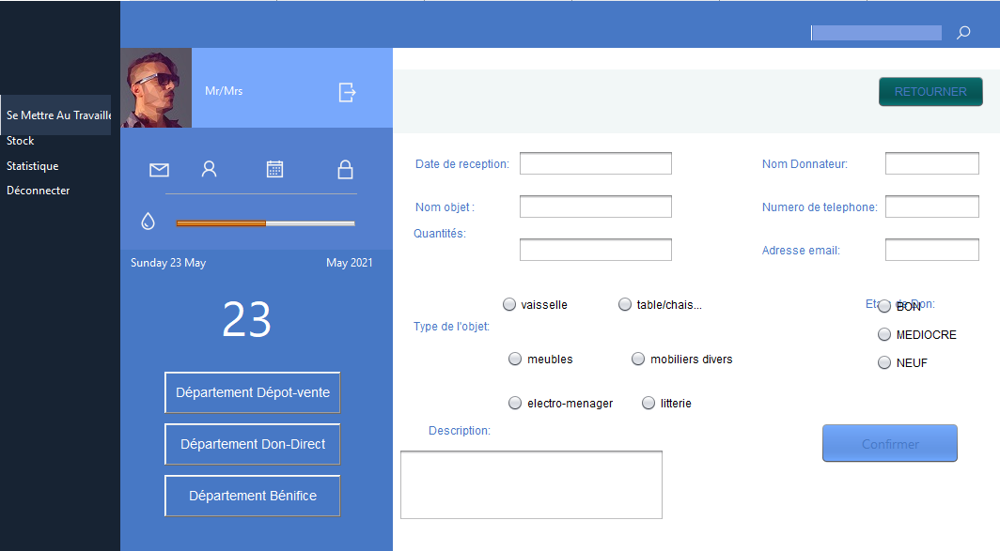 Se Mettre Au Travaille
Stock
Statistique
Déconnecter
Mr/Mrs
Sunday 23 May
May 2021
23
Département Dépot-vente
Département Don-Direct
Département Bénifice
RETOURNER
Date de reception:
Nom Donnateur:
Nom objet :
Numero de telephone:
Quantités:
Adresse email:
vaisselle
table/chais...
Type de l'objet:
meubles
mobiliers divers
electro-menager
litterie
de Don:
BON
MEDIOCRE
NEUF
Description:
Confirmer